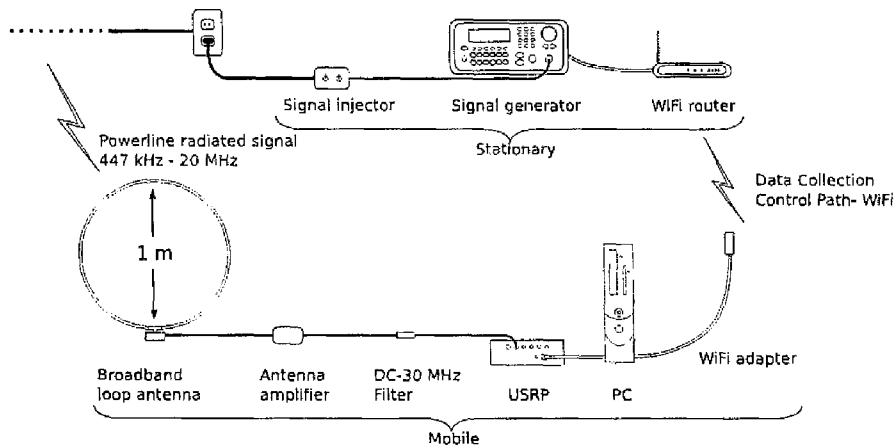 Signal injector
Signal generator
WiFi router
Stationary
Powerline radiated signal
447 kHz - 20 MHz
Data Collection
Control Path- WiFi
1 m
WiFi adapter
Broadband
loop antenna
Antenna
amplifier
DC-30 MHz
Filter
USRP
PC
Mobile